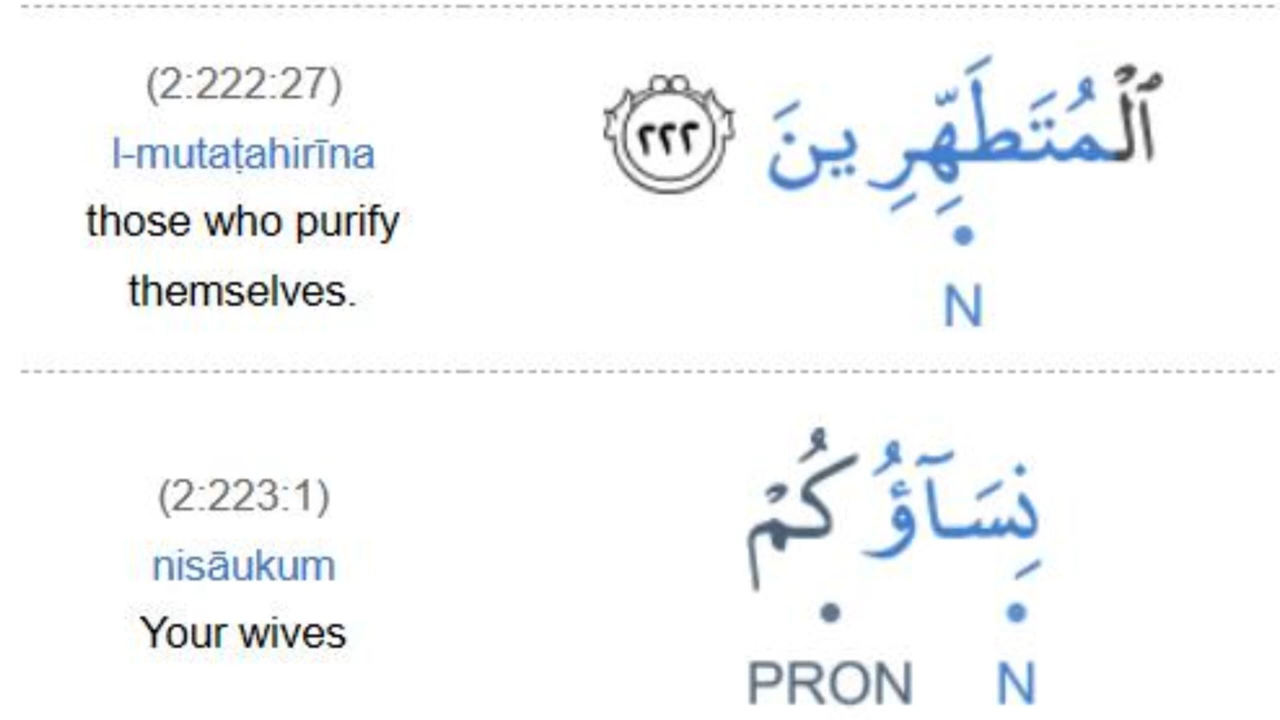 (2:222:27)
l-mutaṭahirīna
those who purify
themselves.
ٱلْمُتَطَهِّرِينَ ٢٢٢
N
(2:223:1)
nisāukum
Your wives
نِسَآؤُكُمْ
PRON N